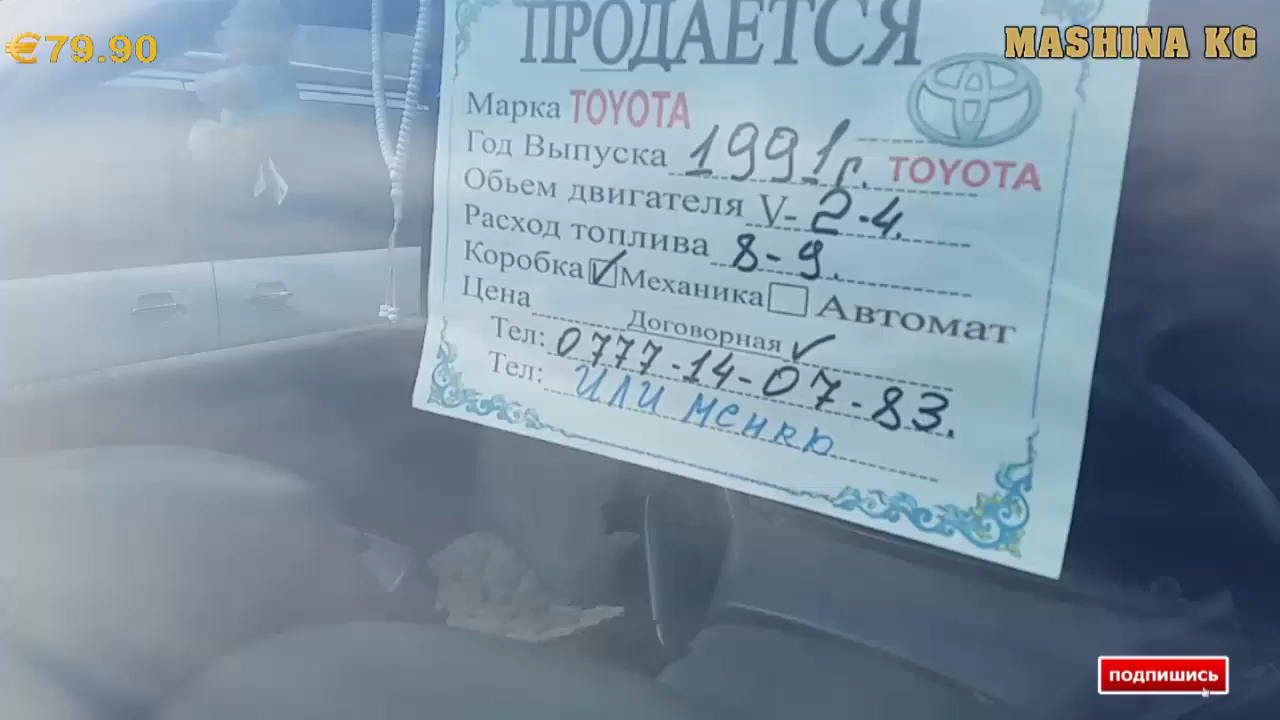 €79.90
MASHINA KG
ПРОДАЕТСЯ
Марка TOYOTA
TOYOTA
Год Выпуска 1991г.
Обьем двигателя V- 2-4.
Расход топлива 8-9.
Коробка ☑ Механика ☐ Автомат
Цена Договорная ✓
Тел: 0777-14-07-83.
Тел: или меняю
подпишись